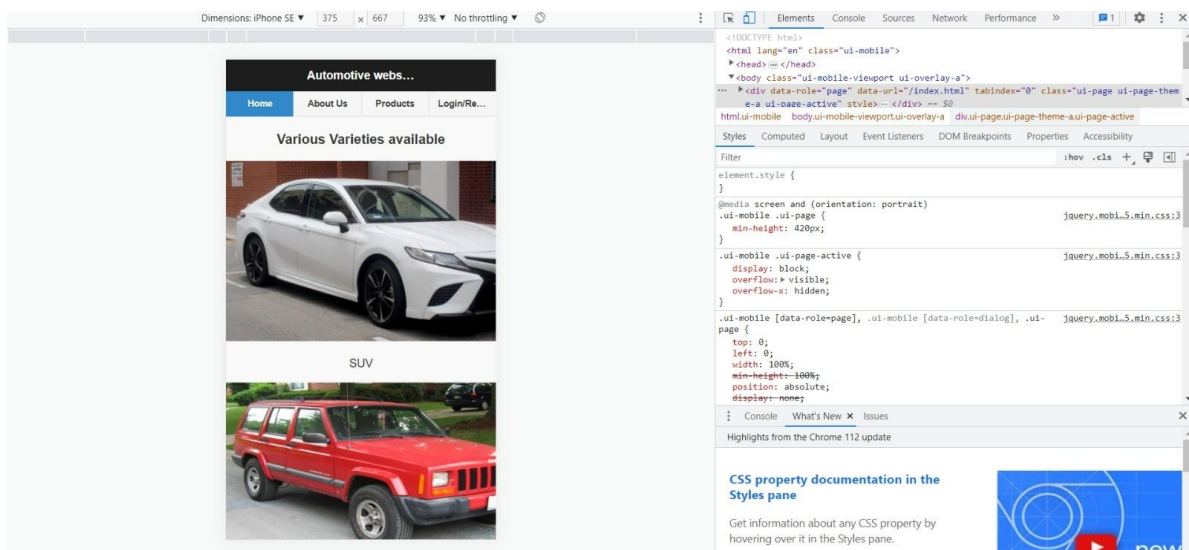 Dimensions: iPhone SE ▼ 375 x 667 93% ▼ No throttling ▼
Elements Console Sources Network Performance » 1
Automotive webs…
Home About Us Products Login/Re…
Various Varieties available
SUV
<!DOCTYPE html>
<html lang="en" class="ui-mobile">
▶<head>…</head>
▼<body class="ui-mobile-viewport ui-overlay-a">
… ▶<div data-role="page" data-url="/index.html" tabindex="0" class="ui-page ui-page-them
e-a ui-page-active" style>…</div> == $0
html.ui-mobile body.ui-mobile-viewport.ui-overlay-a div.ui-page.ui-page-theme-a.ui-page-active
Styles Computed Layout Event Listeners DOM Breakpoints Properties Accessibility
Filter :hov .cls +
element.style {
}
@media screen and (orientation: portrait)
.ui-mobile .ui-page { jquery.mobi…5.min.css:3
min-height: 420px;
}
.ui-mobile .ui-page-active { jquery.mobi…5.min.css:3
display: block;
overflow:▶ visible;
overflow-x: hidden;
}
.ui-mobile [data-role=page], .ui-mobile [data-role=dialog], .ui- jquery.mobi…5.min.css:3
page {
top: 0;
left: 0;
width: 100%;
min-height: 100%;
position: absolute;
display: none;
Console What's New × Issues
Highlights from the Chrome 112 update
CSS property documentation in the
Styles pane
Get information about any CSS property by
hovering over it in the Styles pane.
new